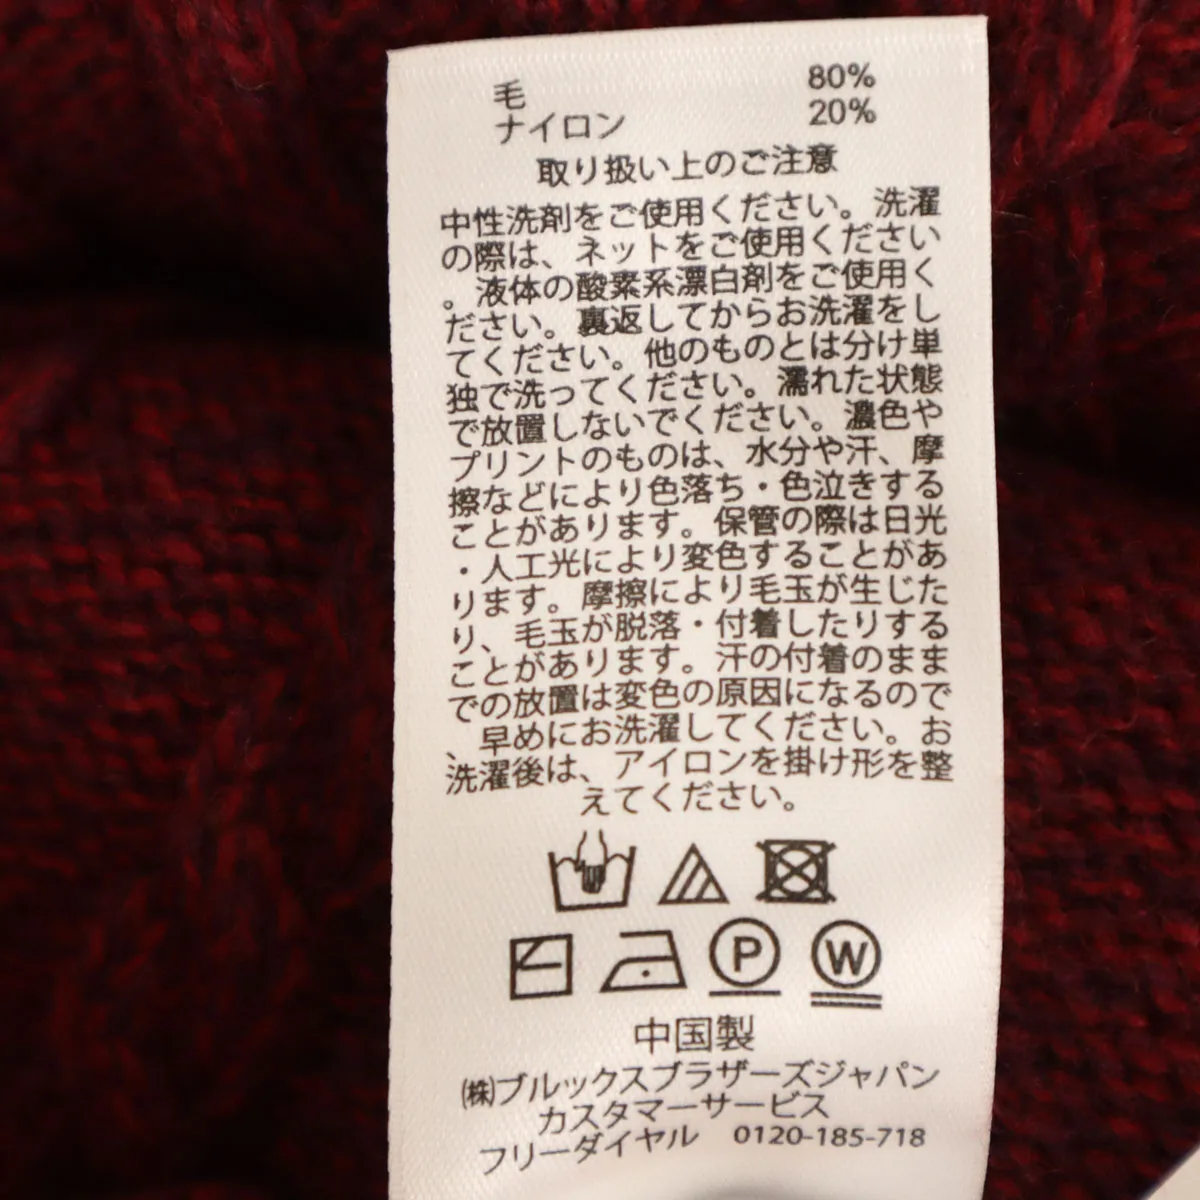 毛 80%
ナイロン 20%
取り扱い上のご注意
中性洗剤をご使用ください。洗濯
の際は、ネットをご使用ください
。液体の酸素系漂白剤をご使用く
ださい。裏返してからお洗濯をし
てください。他のものとは分け単
独で洗ってください。濡れた状態
で放置しないでください。濃色や
プリントのものは、水分や汗、摩
擦などにより色落ち・色泣きする
ことがあります。保管の際は日光
・人工光により変色することがあ
ります。摩擦により毛玉が生じた
り、毛玉が脱落・付着したりする
ことがあります。汗の付着のまま
での放置は変色の原因になるので
、早めにお洗濯してください。お
洗濯後は、アイロンを掛け形を整
えてください。
P W
中国製
㈱ブルックスブラザーズジャパン
カスタマーサービス
フリーダイヤル 0120-185-718